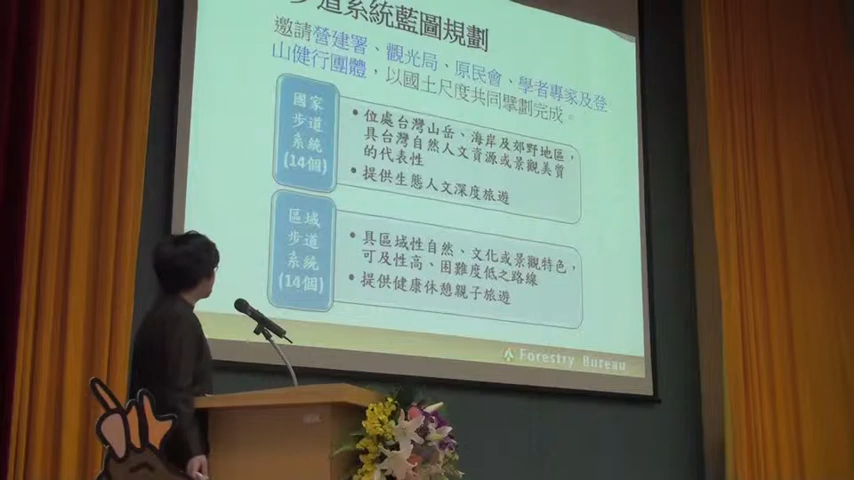 步道系統藍圖規劃
邀請營建署、觀光局、原民會、學者專家及登
山健行團體，以國土尺度共同擘劃完成。
國家
步道
系統
(14個)
• 位處台灣山岳、海岸及郊野地區，
具台灣自然人文資源或景觀美質
的代表性
• 提供生態人文深度旅遊
區域
步道
系統
(14個)
• 具區域性自然、文化或景觀特色，
可及性高、困難度低之路線
• 提供健康休憩親子旅遊
Forestry Bureau